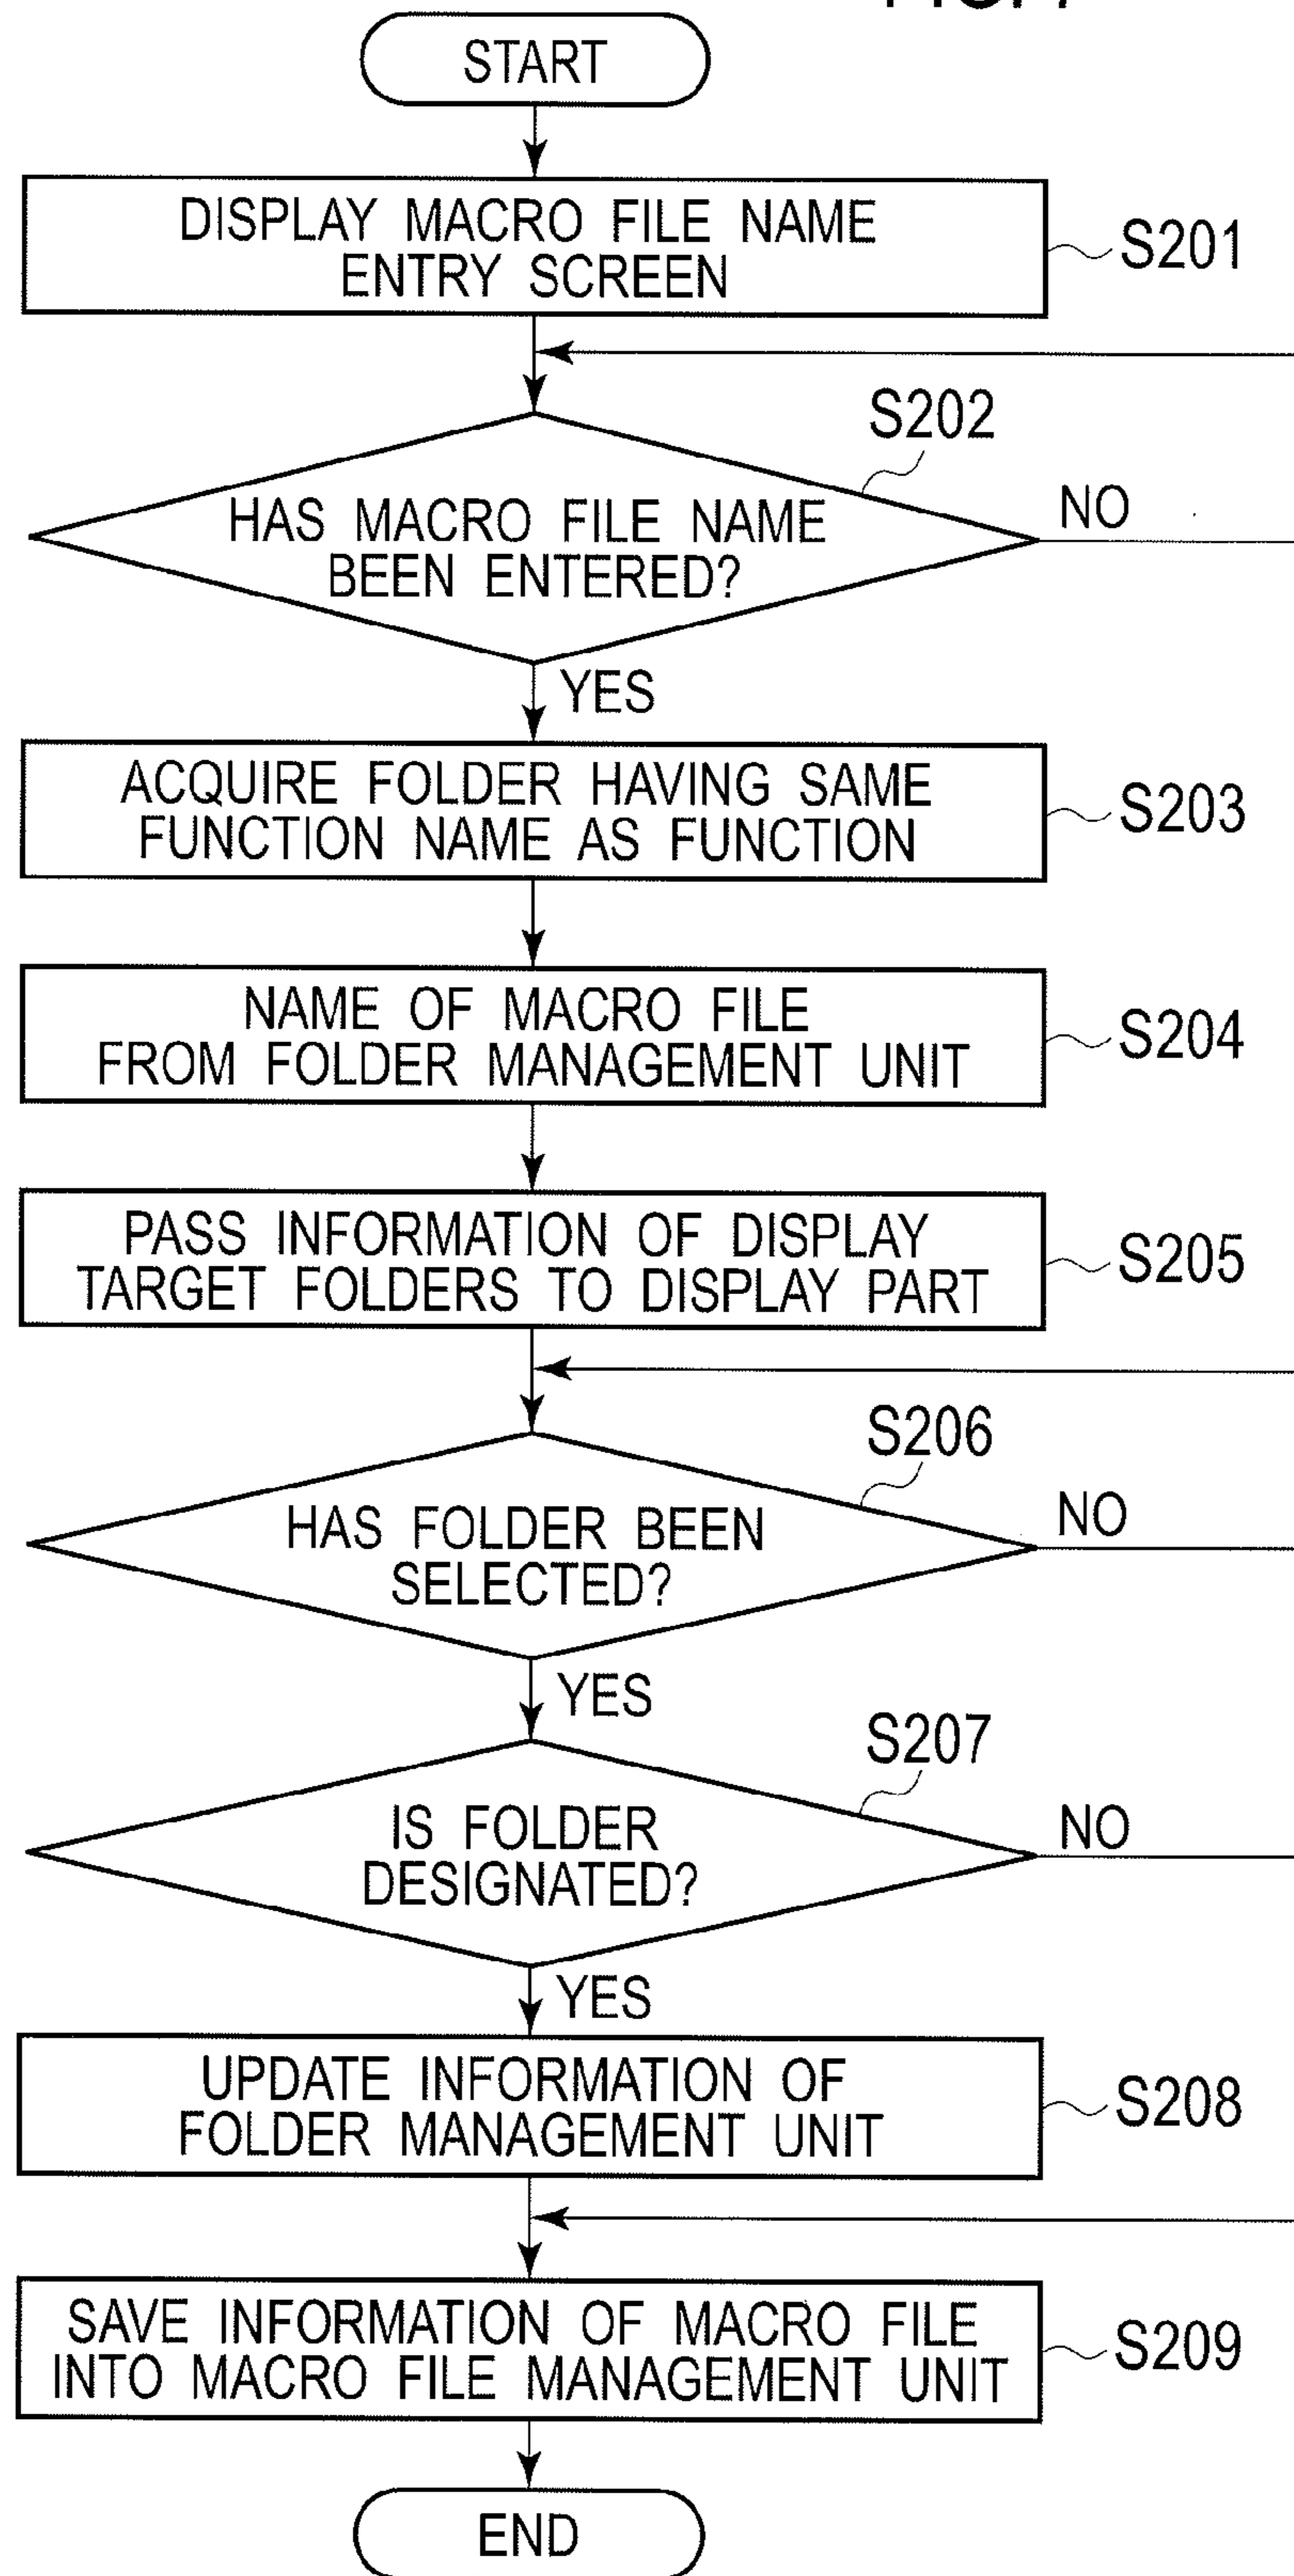 START
DISPLAY MACRO FILE NAME
ENTRY SCREEN
S201
S202
HAS MACRO FILE NAME
BEEN ENTERED?
NO
YES
ACQUIRE FOLDER HAVING SAME
FUNCTION NAME AS FUNCTION
S203
NAME OF MACRO FILE
FROM FOLDER MANAGEMENT UNIT
S204
PASS INFORMATION OF DISPLAY
TARGET FOLDERS TO DISPLAY PART
S205
S206
HAS FOLDER BEEN
SELECTED?
NO
YES
S207
IS FOLDER
DESIGNATED?
NO
YES
UPDATE INFORMATION OF
FOLDER MANAGEMENT UNIT
S208
SAVE INFORMATION OF MACRO FILE
INTO MACRO FILE MANAGEMENT UNIT
S209
END